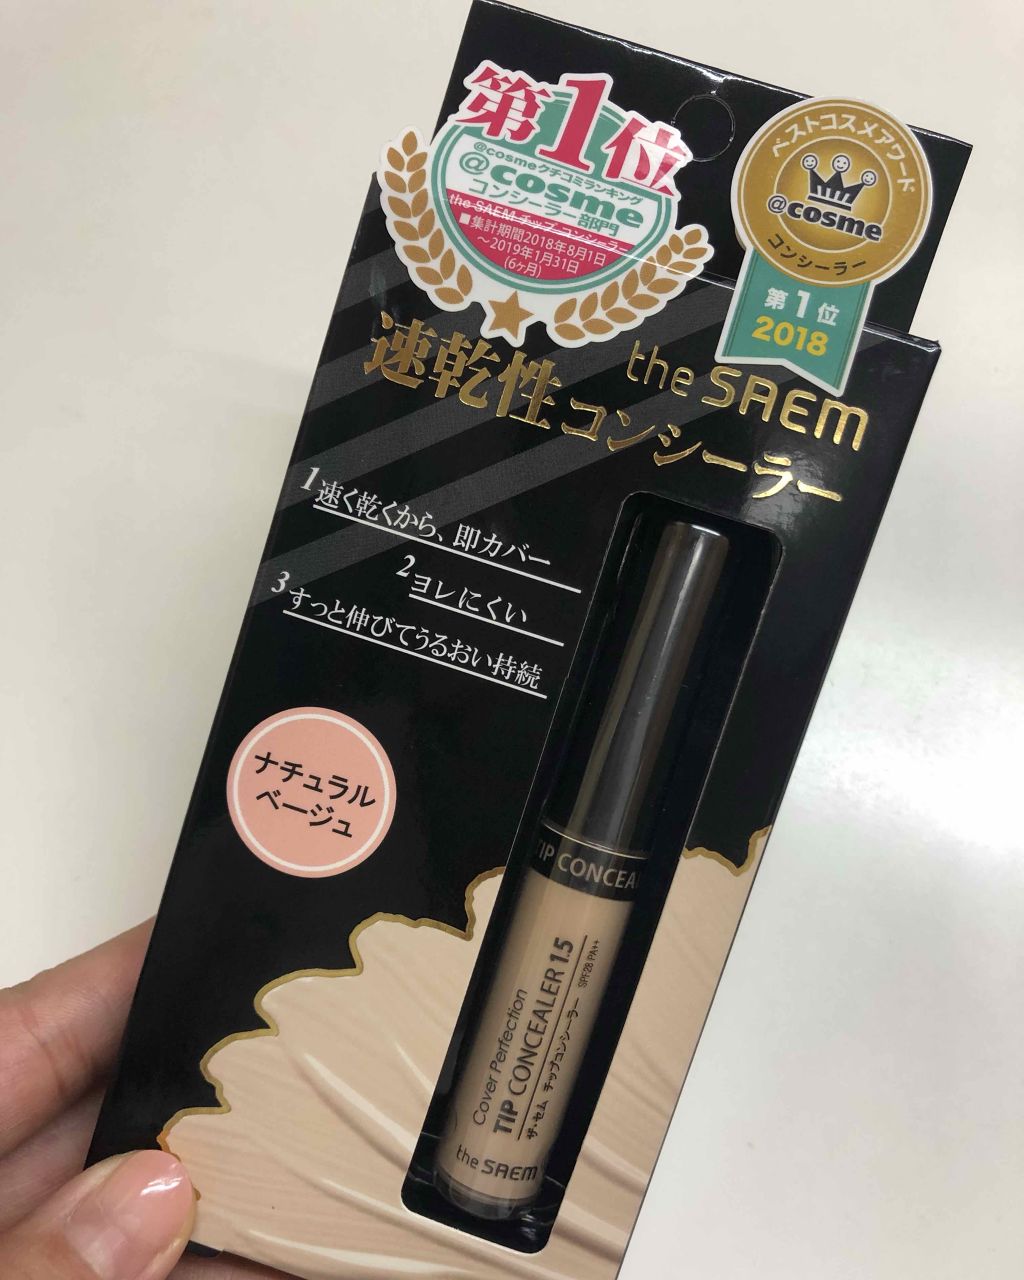 第1位
@cosmeクチコミランキング
@cosme
コンシーラー部門
the SAEM チップ コンシーラー
■集計期間2018年8月1日
～2019年1月31日
(6ヶ月)
ベストコスメアワード
@cosme
コンシーラー
第1位
2018
the SAEM
速乾性コンシーラー
1 速く乾くから、即カバー
2 ヨレにくい
3 すっと伸びてうるおい持続
ナチュラル
ベージュ
TIP CONCEA
Cover Perfection
TIP CONCEALER 1.5
ザ・セム チップコンシーラー SPF28 PA++
the SAEM